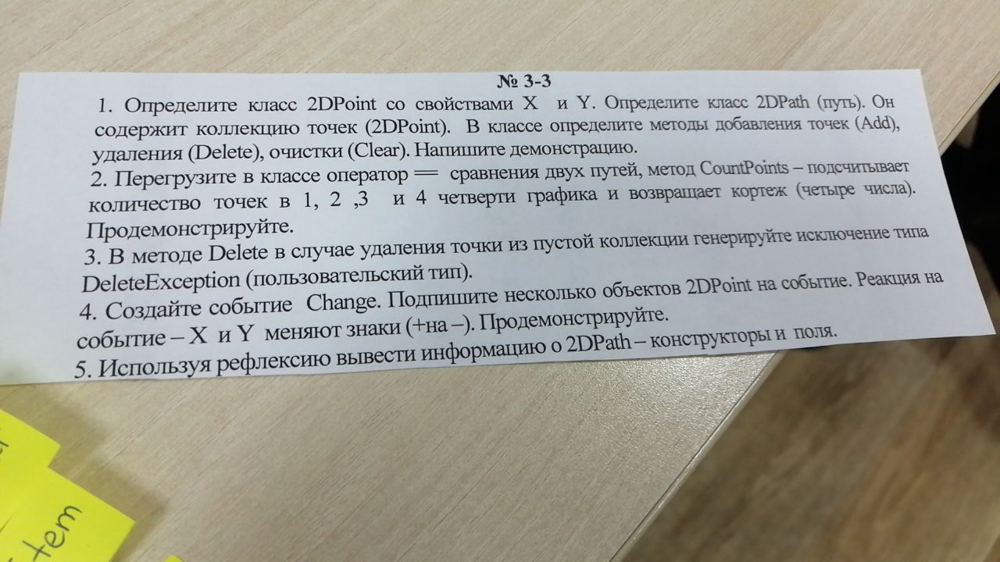 № 3-3
1. Определите класс 2DPoint со свойствами X и Y. Определите класс 2DPath (путь). Он
содержит коллекцию точек (2DPoint). В классе определите методы добавления точек (Add),
удаления (Delete), очистки (Clear). Напишите демонстрацию.
2. Перегрузите в классе оператор == сравнения двух путей, метод CountPoints – подсчитывает
количество точек в 1, 2 ,3 и 4 четверти графика и возвращает кортеж (четыре числа).
Продемонстрируйте.
3. В методе Delete в случае удаления точки из пустой коллекции генерируйте исключение типа
DeleteException (пользовательский тип).
4. Создайте событие Change. Подпишите несколько объектов 2DPoint на событие. Реакция на
событие – X и Y меняют знаки (+на –). Продемонстрируйте.
5. Используя рефлексию вывести информацию о 2DPath – конструкторы и поля.
tem